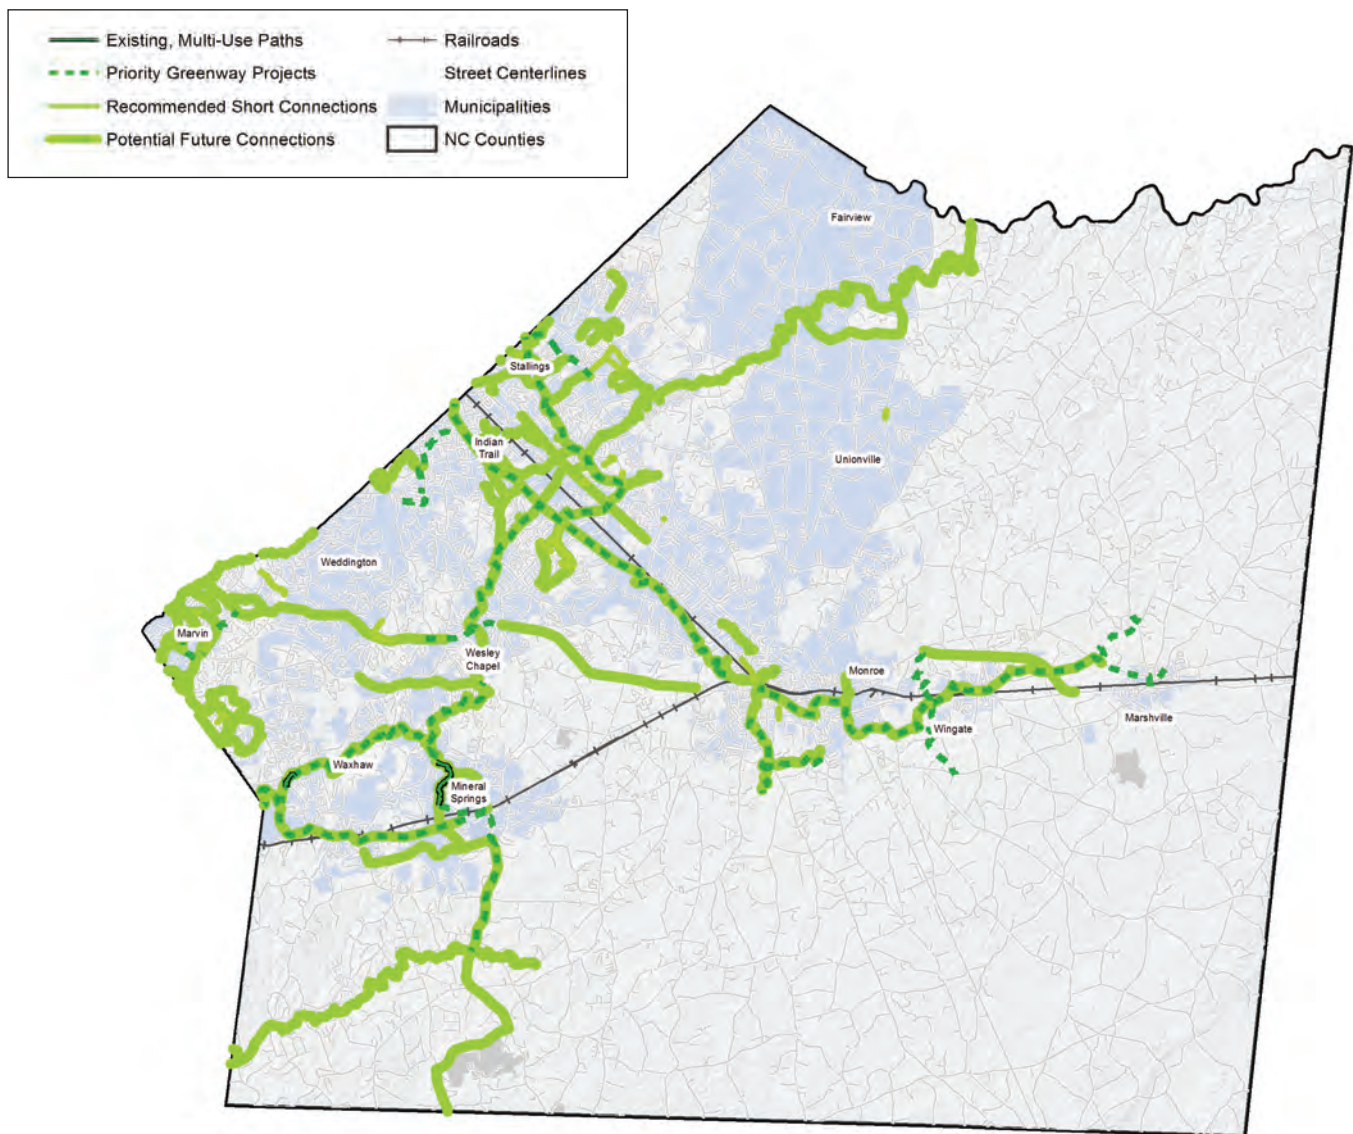 Existing, Multi-Use Paths
Priority Greenway Projects
Recommended Short Connections
Potential Future Connections
Railroads
Street Centerlines
Municipalities
NC Counties
Fairview
Stallings
Indian
Trail
Unionville
Weddington
Marvin
Wesley
Chapel
Monroe
Wingate
Marshville
Waxhaw
Mineral
Springs